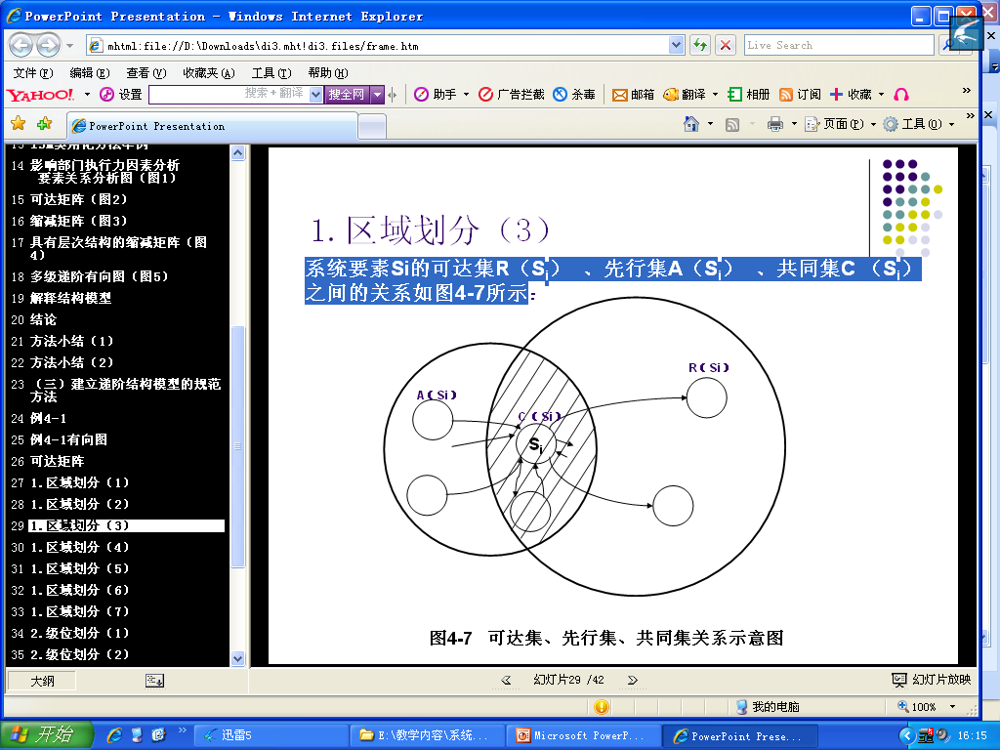 PowerPoint Presentation - Windows Internet Explorer
mhtml:file://D:\Downloads\di3.mht!di3.files/frame.htm
Live Search
文件(F) 编辑(E) 查看(V) 收藏夹(A) 工具(T) 帮助(H)
YAHOO! 设置 搜索+翻译 搜全网 助手 广告拦截 杀毒 邮箱 翻译 相册 订阅 收藏
PowerPoint Presentation
页面(P) 工具(O)
14 影响部门执行力因素分析
要素关系分析图(图1)
15 可达矩阵(图2)
16 缩减矩阵(图3)
17 具有层次结构的缩减矩阵(图
4)
18 多级递阶有向图(图5)
19 解释结构模型
20 结论
21 方法小结(1)
22 方法小结(2)
23 (三)建立递阶结构模型的规范
方法
24 例4-1
25 例4-1有向图
26 可达矩阵
27 1.区域划分(1)
28 1.区域划分(2)
29 1.区域划分(3)
30 1.区域划分(4)
31 1.区域划分(5)
32 1.区域划分(6)
33 1.区域划分(7)
34 2.级位划分(1)
35 2.级位划分(2)
1.区域划分(3)
系统要素Si的可达集R(Si)、先行集A(Si)、共同集C(Si)
之间的关系如图4-7所示:
R(Si)
A(Si)
C(Si)
Si
图4-7 可达集、先行集、共同集关系示意图
大纲
幻灯片29 /42
幻灯片放映
我的电脑
100%
开始
迅雷5
E:\教学内容\系统...
Microsoft PowerP...
PowerPoint Prese...
16:15